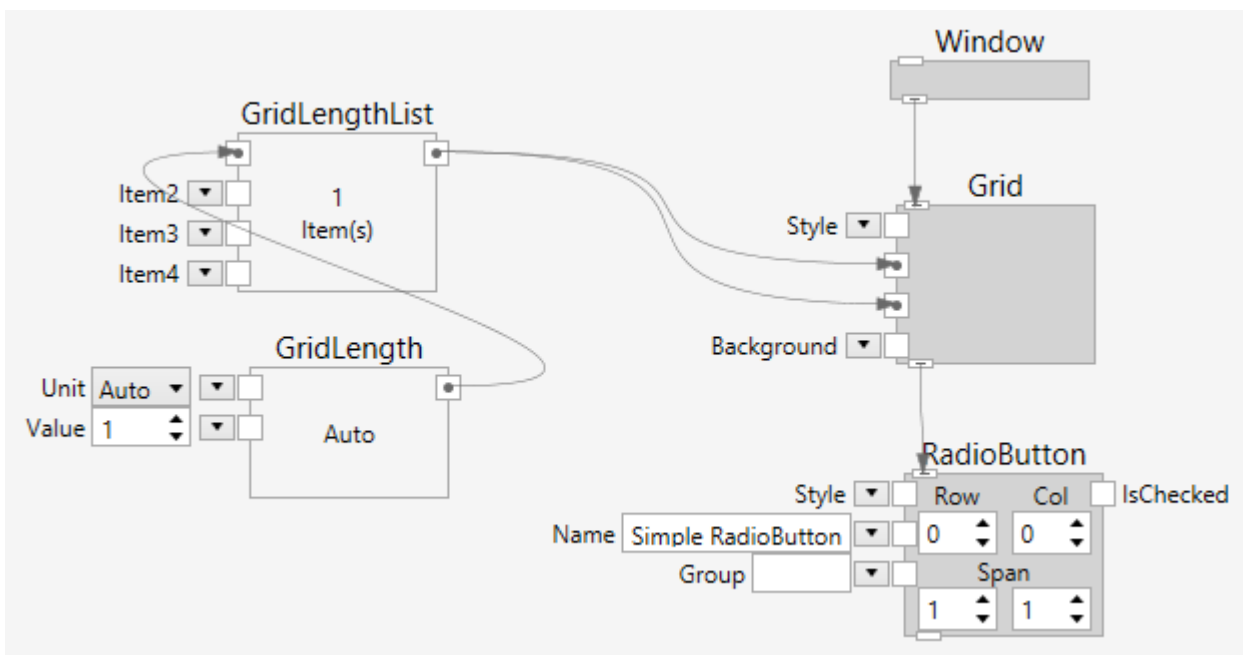 Window
GridLengthList
Item2
1
Item3
Item(s)
Item4
Grid
Style
Background
GridLength
Unit Auto
Value 1
Auto
RadioButton
Style Row Col IsChecked
Name Simple RadioButton 0 0
Group Span
1 1